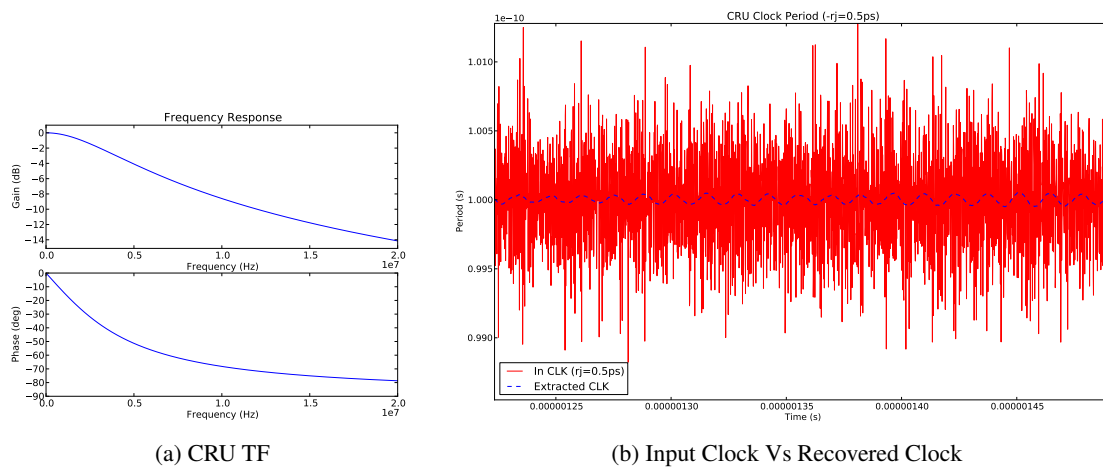 Frequency Response
0
−2
−4
−6
−8
−10
−12
−14
Gain (dB)
0.0 0.5 1.0 1.5 2.0
Frequency (Hz) 1e7
0
−10
−20
−30
−40
−50
−60
−70
−80
−90
Phase (deg)
0.0 0.5 1.0 1.5 2.0
Frequency (Hz) 1e7
(a) CRU TF
1e−10 CRU Clock Period (-rj=0.5ps)
1.010
1.005
1.000
0.995
0.990
Period (s)
In CLK (rj=0.5ps)
Extracted CLK
0.00000125 0.00000130 0.00000135 0.00000140 0.00000145
Time (s)
(b) Input Clock Vs Recovered Clock